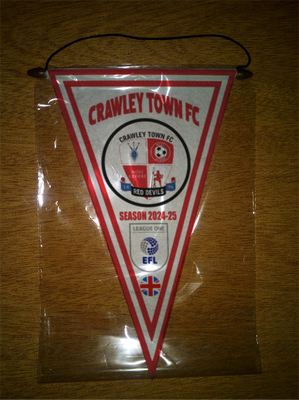 CRAWLEY TOWN FC
CRAWLEY TOWN FC
RED DEVILS
SEASON 2024-25
LEAGUE ONE
EFL